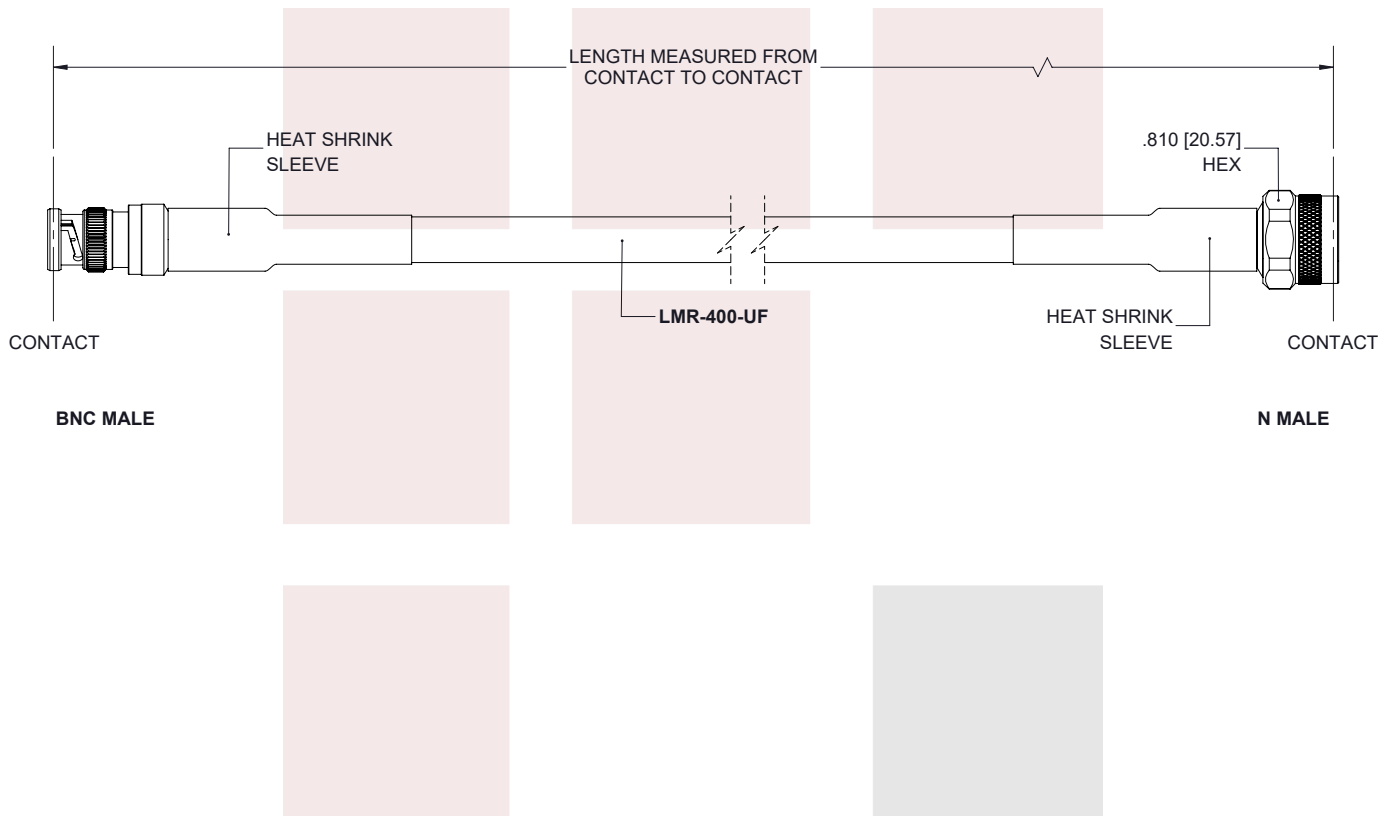 LENGTH MEASURED FROM
CONTACT TO CONTACT
HEAT SHRINK
SLEEVE
.810 [20.57]
HEX
LMR-400-UF
HEAT SHRINK
SLEEVE
CONTACT
CONTACT
BNC MALE
N MALE